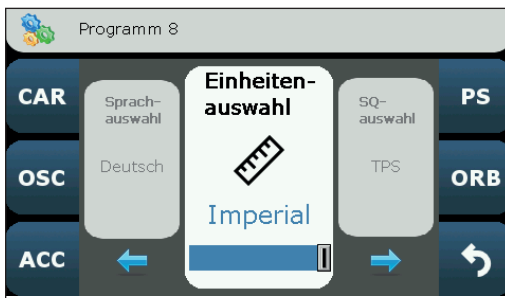 Programm 8
CAR
OSC
ACC
Sprach-
auswahl
Deutsch
Einheiten-
auswahl
Imperial
SQ-
auswahl
TPS
PS
ORB